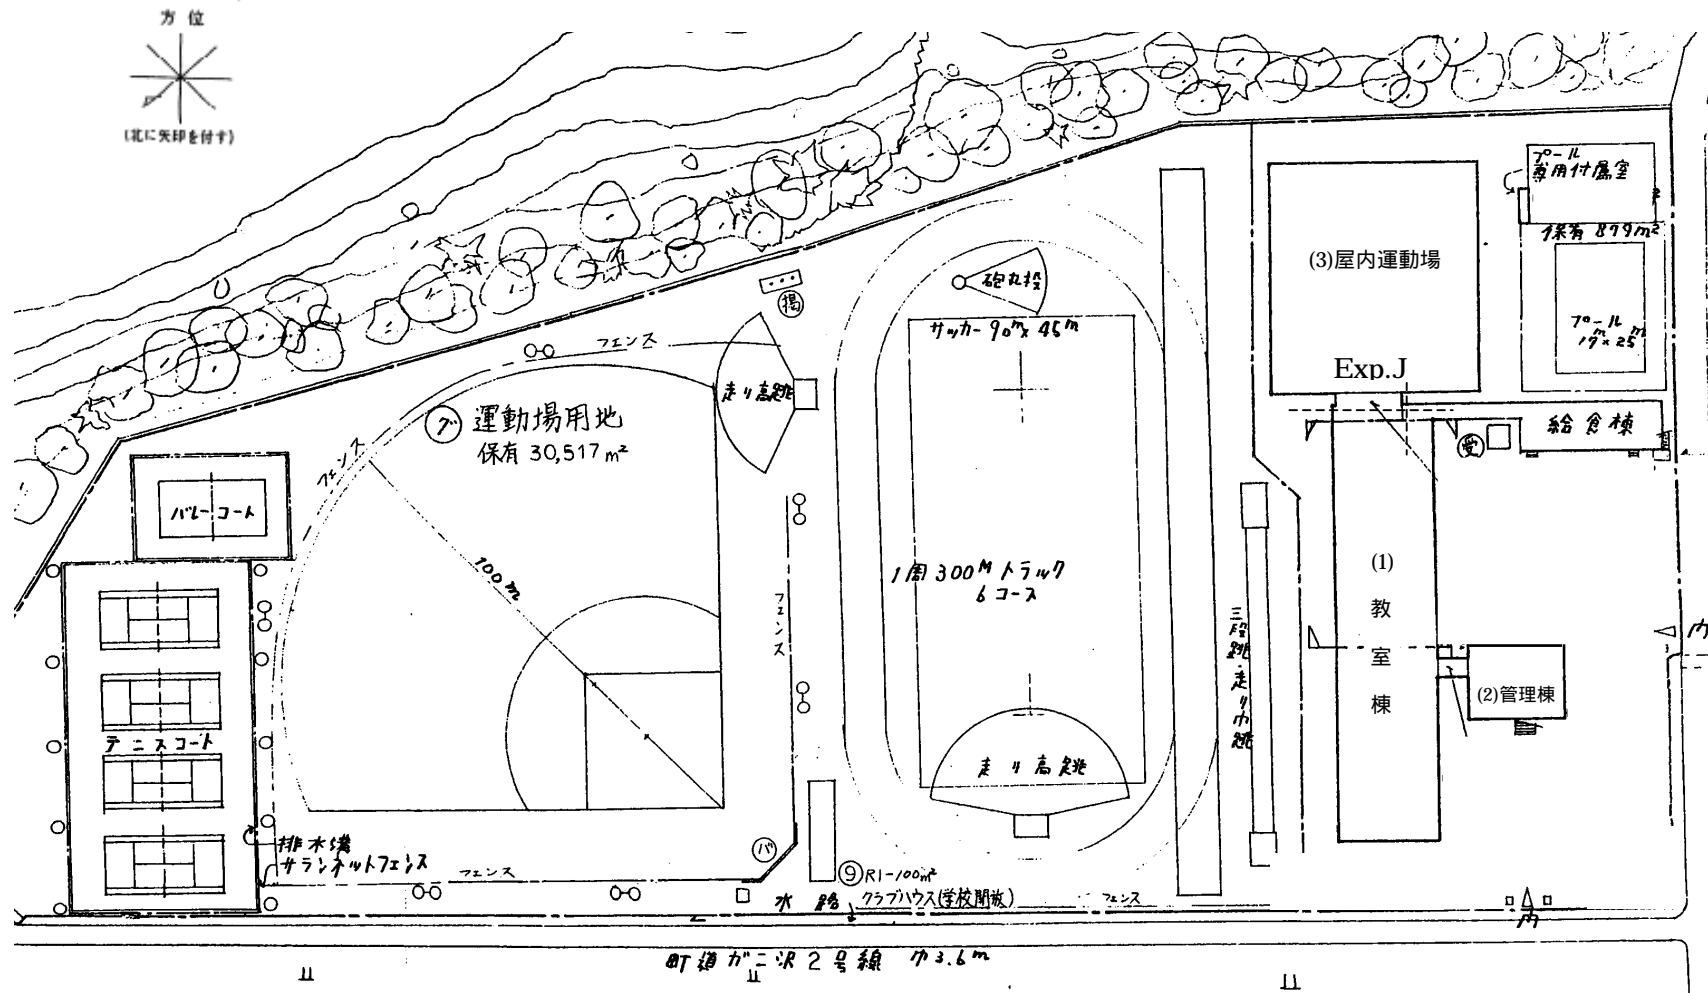 方位
(北に矢印を付す)
プール
専用付属室
保有 879m²
(3)屋内運動場
プール
17m×25m
Exp.J
給食棟
受
揚
砲丸投
サッカー 90m×45m
フェンス
走り高跳
グ 運動場用地
保有 30,517m²
フェンス
バレーコート
100m
1周 300M トラック
6コース
フェンス
三段跳・走り巾跳
(1)
教
室
棟
(2)管理棟
門
テニスコート
走り高跳
排水溝
サランネットフェンス
フェンス
バ
⑨R1-100m²
水路
クラブハウス(学校開放)
フェンス
門
町道ガニ沢2号線 巾3.6m